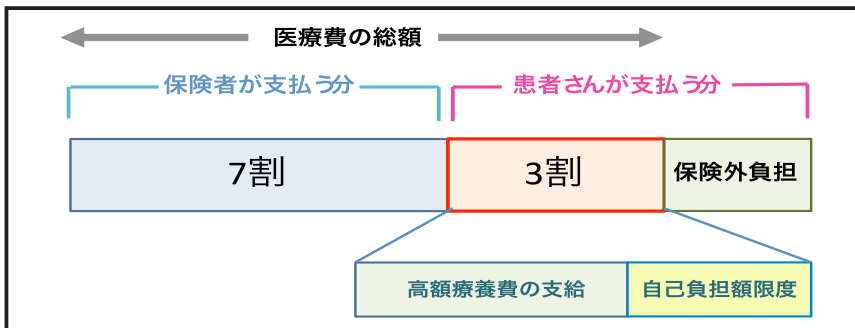 医療費の総額
保険者が支払う分
患者さんが支払う分
7割
3割
保険外負担
高額療養費の支給
自己負担額限度